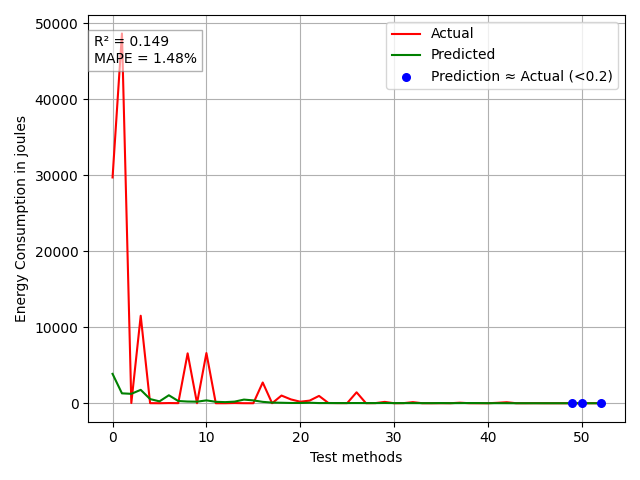 R² = 0.149
MAPE = 1.48%
Actual
Predicted
Prediction ≈ Actual (<0.2)
Energy Consumption in joules
50000
40000
30000
20000
10000
0
0 10 20 30 40 50
Test methods